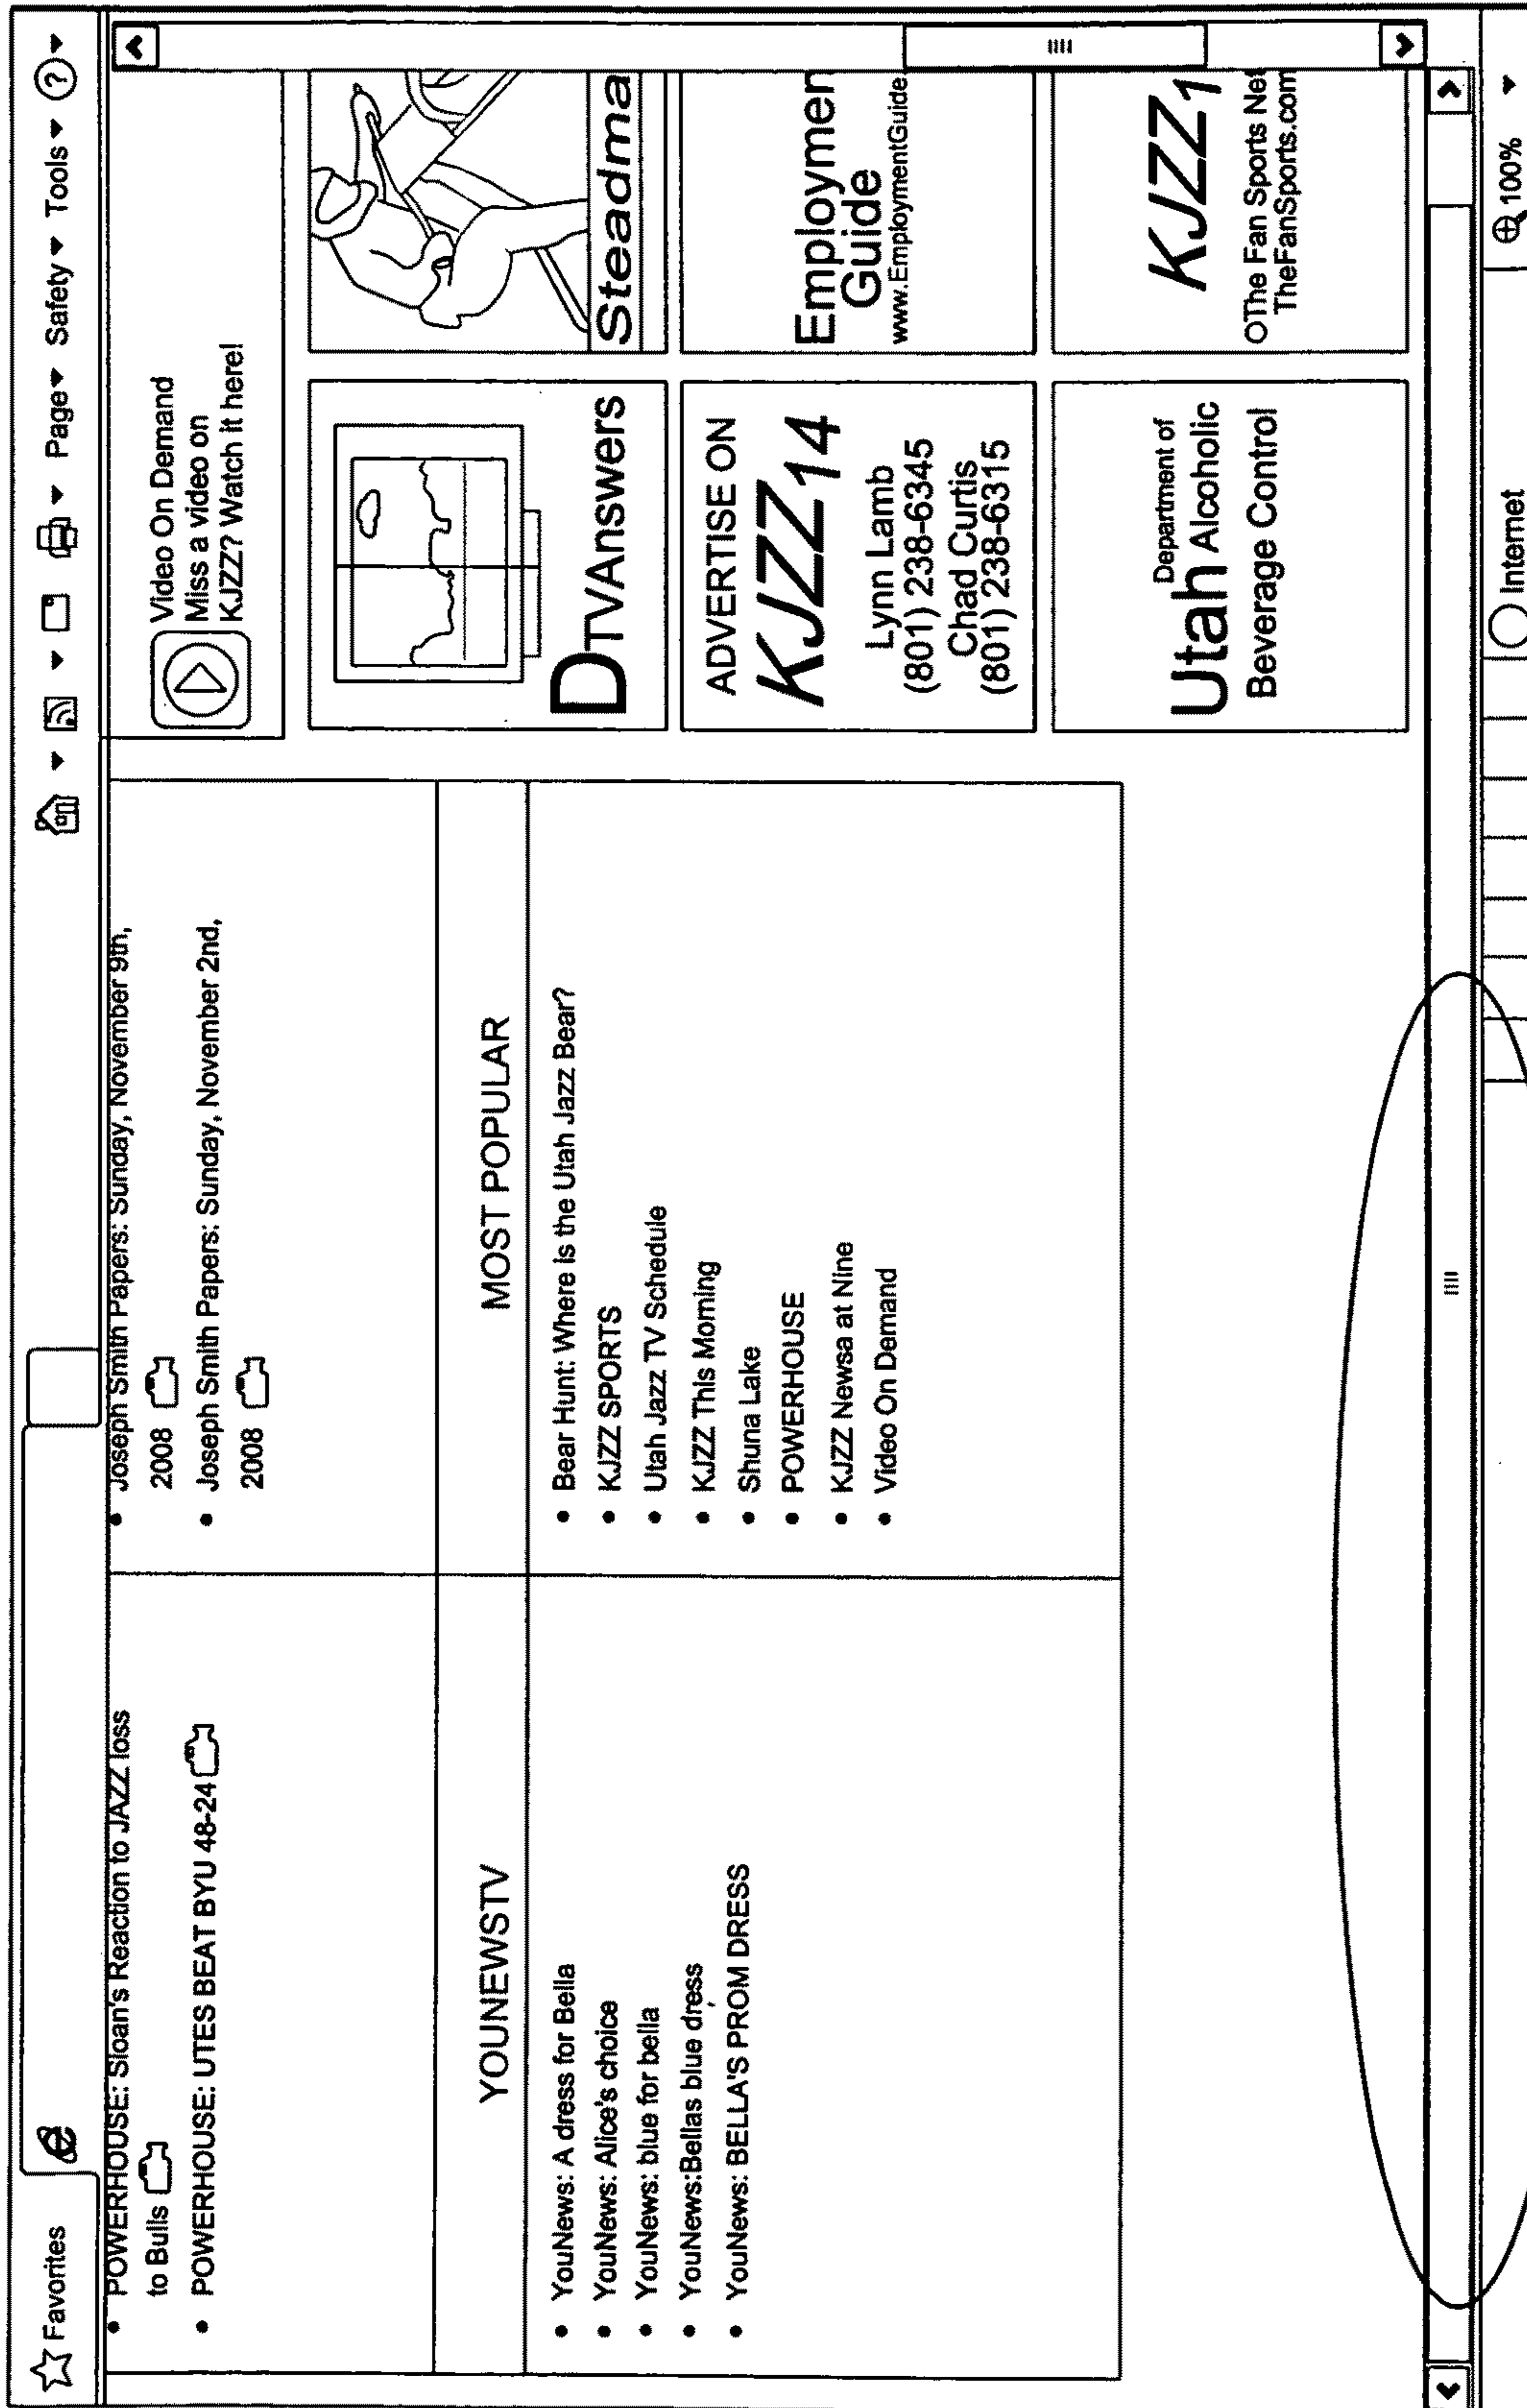 Favorites
Page Safety Tools ?
POWERHOUSE: Sloan's Reaction to JAZZ loss
to Bulls
POWERHOUSE: UTES BEAT BYU 48-24
Joseph Smith Papers: Sunday, November 9th,
2008
Joseph Smith Papers: Sunday, November 2nd,
2008
YOUNEWSTV
YouNews: A dress for Bella
YouNews: Alice's choice
YouNews: blue for bella
YouNews:Bellas blue dress
YouNews: BELLA'S PROM DRESS
MOST POPULAR
Bear Hunt: Where is the Utah Jazz Bear?
KJZZ SPORTS
Utah Jazz TV Schedule
KJZZ This Morning
Shuna Lake
POWERHOUSE
KJZZ Newsa at Nine
Video On Demand
Video On Demand
Miss a video on
KJZZ? Watch it here!
DTVAnswers
Steadma
ADVERTISE ON
KJZZ14
Lynn Lamb
(801) 238-6345
Chad Curtis
(801) 238-6315
Employmen
Guide
www.EmploymentGuide
Department of
Utah Alcoholic
Beverage Control
KJZZ1
The Fan Sports Net
TheFanSports.com
Internet
100%